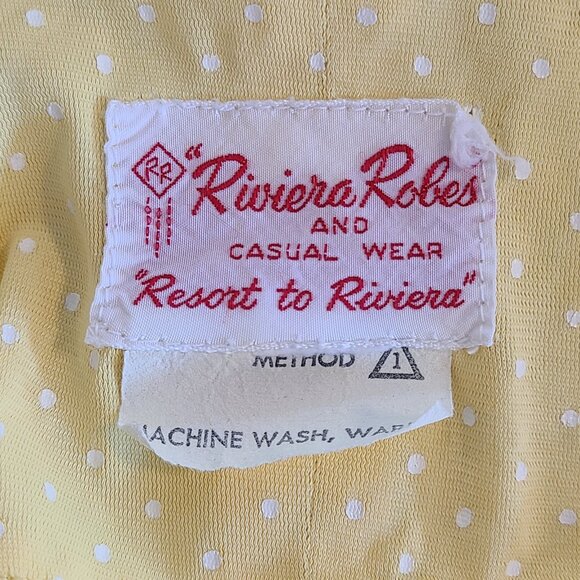 RR
"Riviera Robes"
AND
CASUAL WEAR
"Resort to Riviera"
METHOD 1
MACHINE WASH,